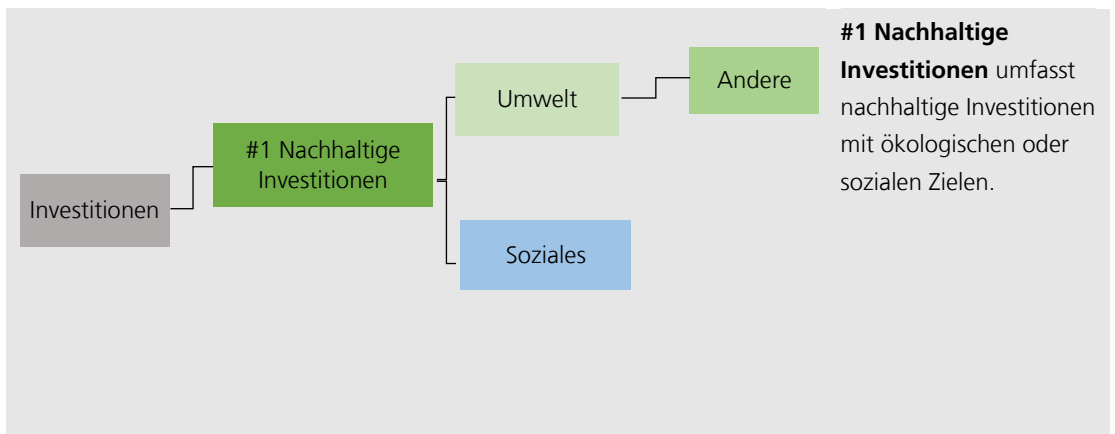 Investitionen
#1 Nachhaltige
Investitionen
Umwelt
Andere
Soziales
#1 Nachhaltige
Investitionen umfasst
nachhaltige Investitionen
mit ökologischen oder
sozialen Zielen.